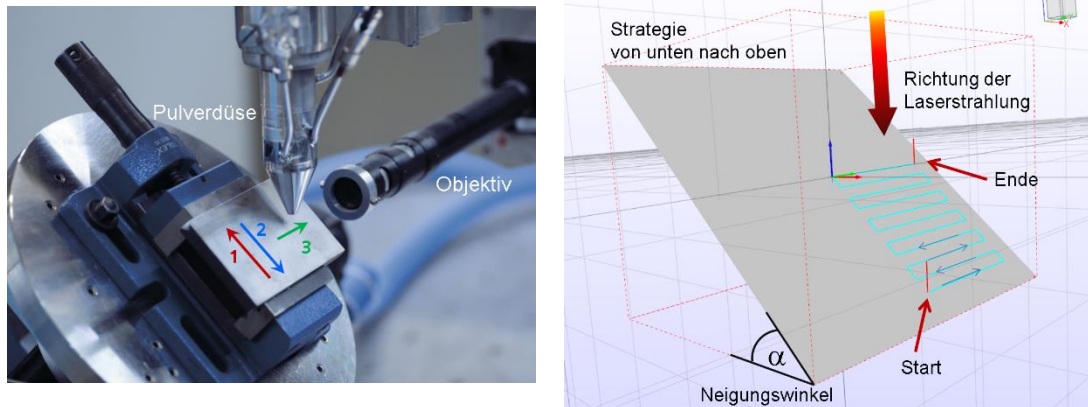 Pulverdüse
Objektiv
1
2
3
Strategie
von unten nach oben
Richtung der
Laserstrahlung
Ende
Start
α
Neigungswinkel
X